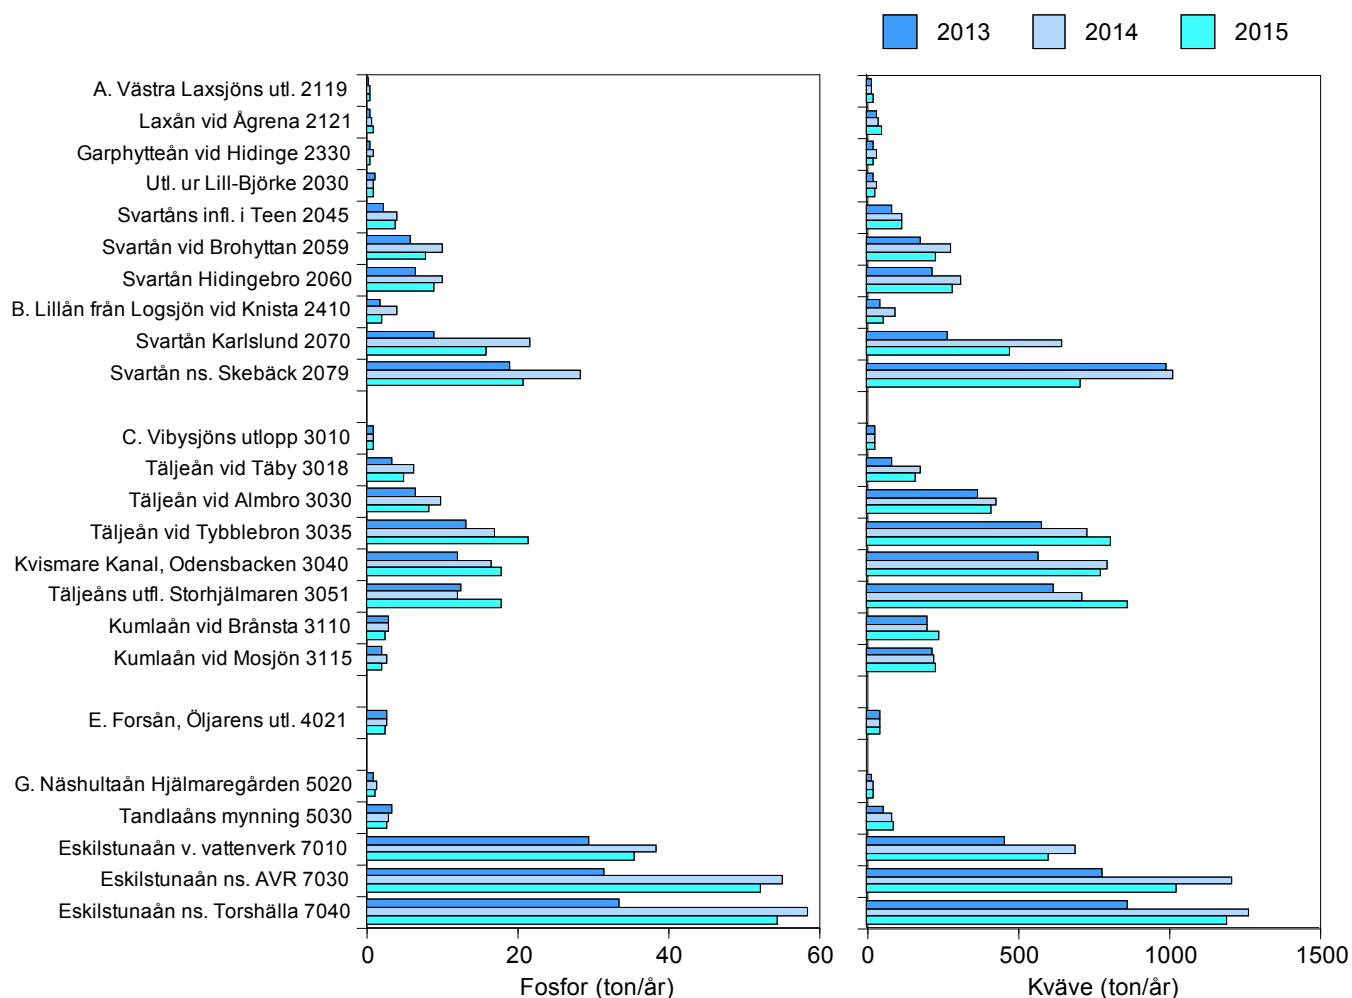 2013 2014 2015
A. Västra Laxsjöns utl. 2119
Laxån vid Ågrena 2121
Garphytteån vid Hidinge 2330
Utl. ur Lill-Björke 2030
Svartåns infl. i Teen 2045
Svartån vid Brohyttan 2059
Svartån Hidingebro 2060
B. Lillån från Logsjön vid Knista 2410
Svartån Karlslund 2070
Svartån ns. Skebäck 2079
C. Vibysjöns utlopp 3010
Täljeån vid Täby 3018
Täljeån vid Almbro 3030
Täljeån vid Tybblebron 3035
Kvismare Kanal, Odensbacken 3040
Täljeåns utfl. Storhjälmaren 3051
Kumlaån vid Brånsta 3110
Kumlaån vid Mosjön 3115
E. Forsån, Öljarens utl. 4021
G. Näshultaån Hjälmaregården 5020
Tandlaåns mynning 5030
Eskilstunaån v. vattenverk 7010
Eskilstunaån ns. AVR 7030
Eskilstunaån ns. Torshälla 7040
0 20 40 60
Fosfor (ton/år)
0 500 1000 1500
Kväve (ton/år)